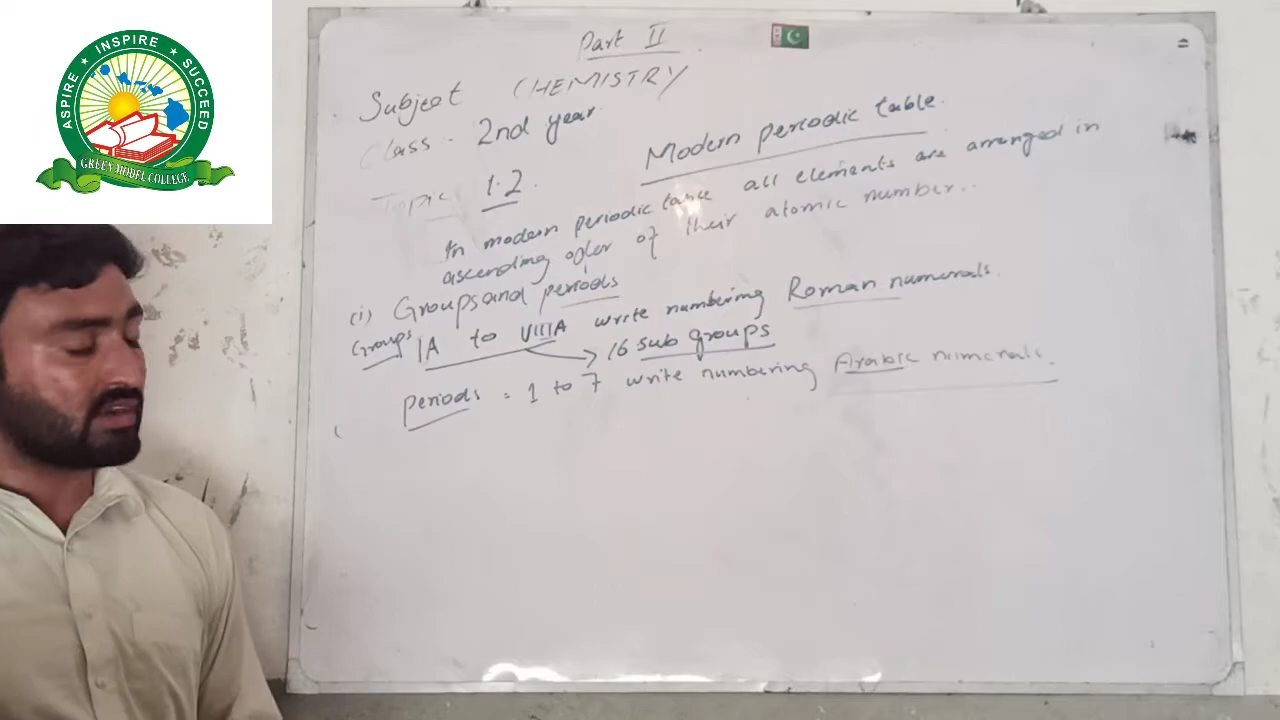 ASPIRE ★ INSPIRE ★ SUCCEED
GREEN MODEL COLLEGE
Part II
Subject CHEMISTRY
Class :- 2nd year
Topic 1.2
Modern periodic table.
In modern periodic table all elements are arranged in
ascending order of their atomic number..
(i) Groups and periods
Groups IA to VIIIA write numbering Roman numerals.
16 sub groups
periods = 1 to 7 write numbering Arabic numerals.